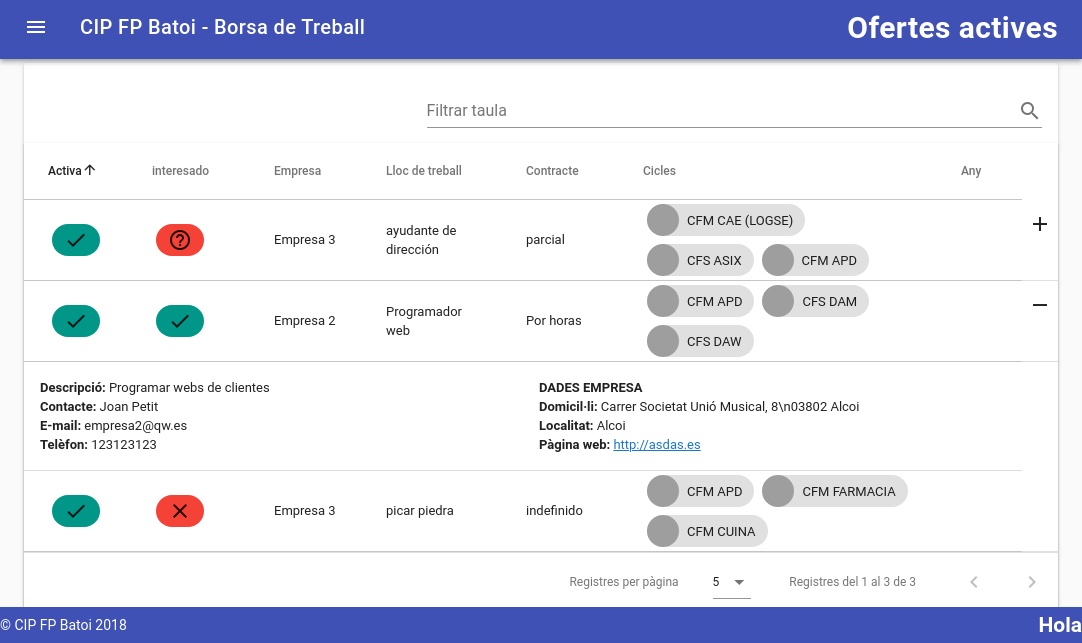 CIP FP Batoi - Borsa de Treball
Ofertes actives
Filtrar taula
Activa interesado Empresa Lloc de treball Contracte Cicles Any
Empresa 3 ayudante de dirección parcial CFM CAE (LOGSE)
CFS ASIX CFM APD
Empresa 2 Programador web Por horas CFM APD CFS DAM
CFS DAW
Descripció: Programar webs de clientes
Contacte: Joan Petit
E-mail: empresa2@qw.es
Telèfon: 123123123
DADES EMPRESA
Domicil·li: Carrer Societat Unió Musical, 8\n03802 Alcoi
Localitat: Alcoi
Pàgina web: http://asdas.es
Empresa 3 picar piedra indefinido CFM APD CFM FARMACIA
CFM CUINA
Registres per pàgina 5 Registres del 1 al 3 de 3
© CIP FP Batoi 2018
Hola